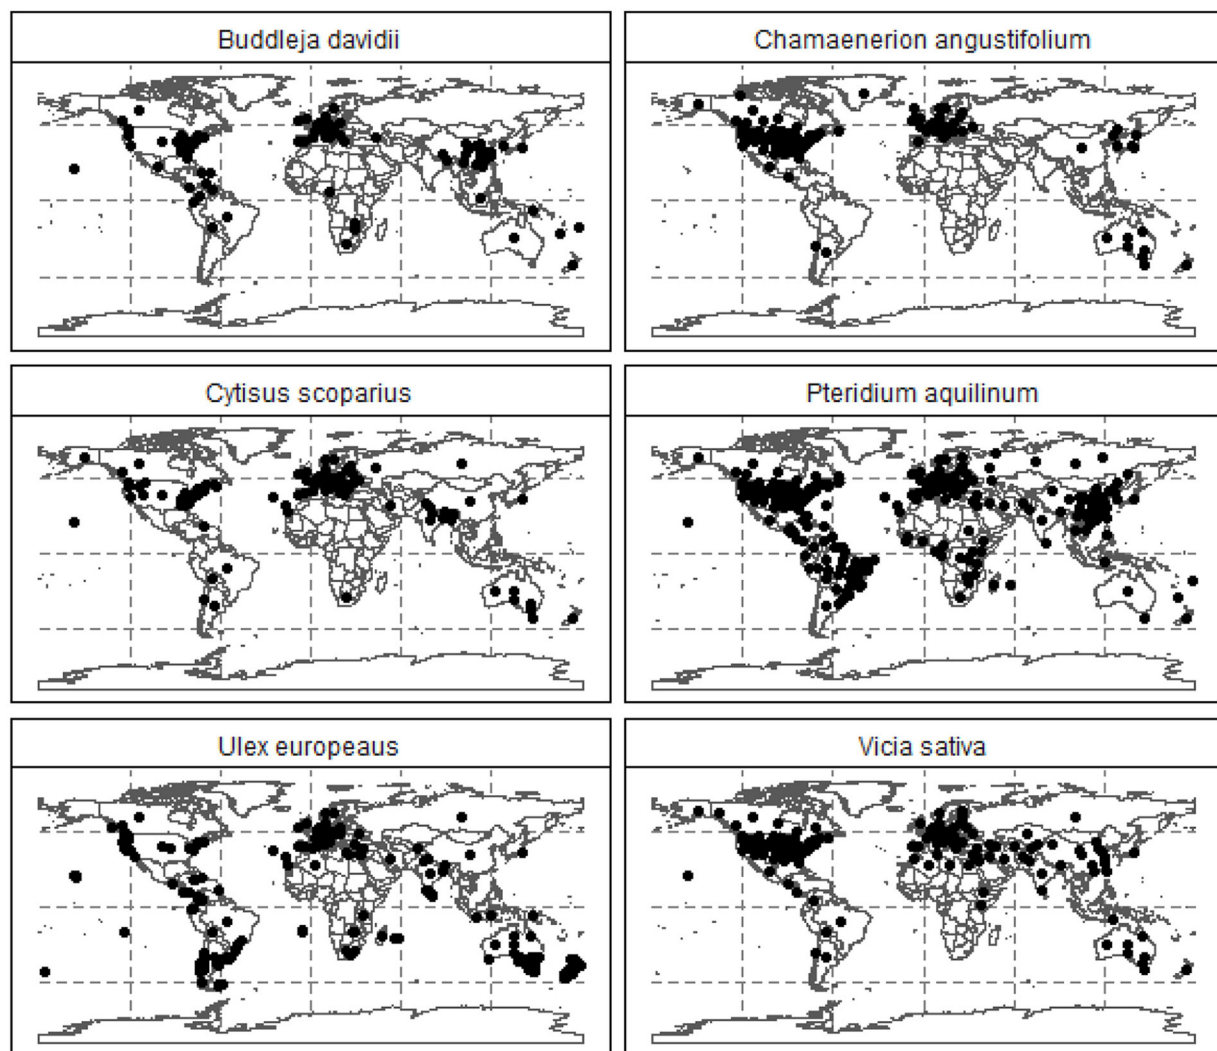 Buddleja davidii
Chamaenerion angustifolium
Cytisus scoparius
Pteridium aquilinum
Ulex europeaus
Vicia sativa